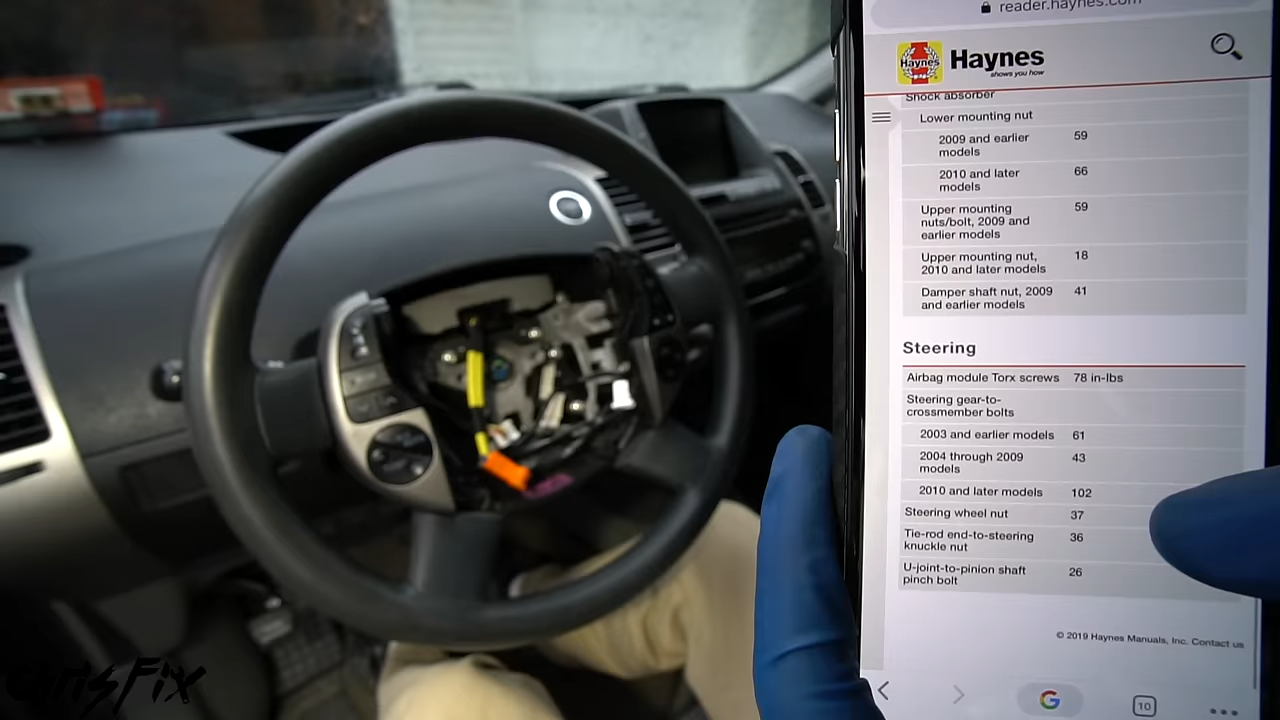 reader.haynes.com
Haynes
Haynes
shows you how
Shock absorber
Lower mounting nut
2009 and earlier
models
59
2010 and later
models
66
Upper mounting
nuts/bolt, 2009 and
earlier models
59
Upper mounting nut,
2010 and later models
18
Damper shaft nut, 2009
and earlier models
41
Steering
Airbag module Torx screws 78 in-lbs
Steering gear-to-
crossmember bolts
2003 and earlier models 61
2004 through 2009
models
43
2010 and later models 102
Steering wheel nut 37
Tie-rod end-to-steering
knuckle nut
36
U-joint-to-pinion shaft
pinch bolt
26
© 2019 Haynes Manuals, Inc. Contact us
G
10
ChrisFix